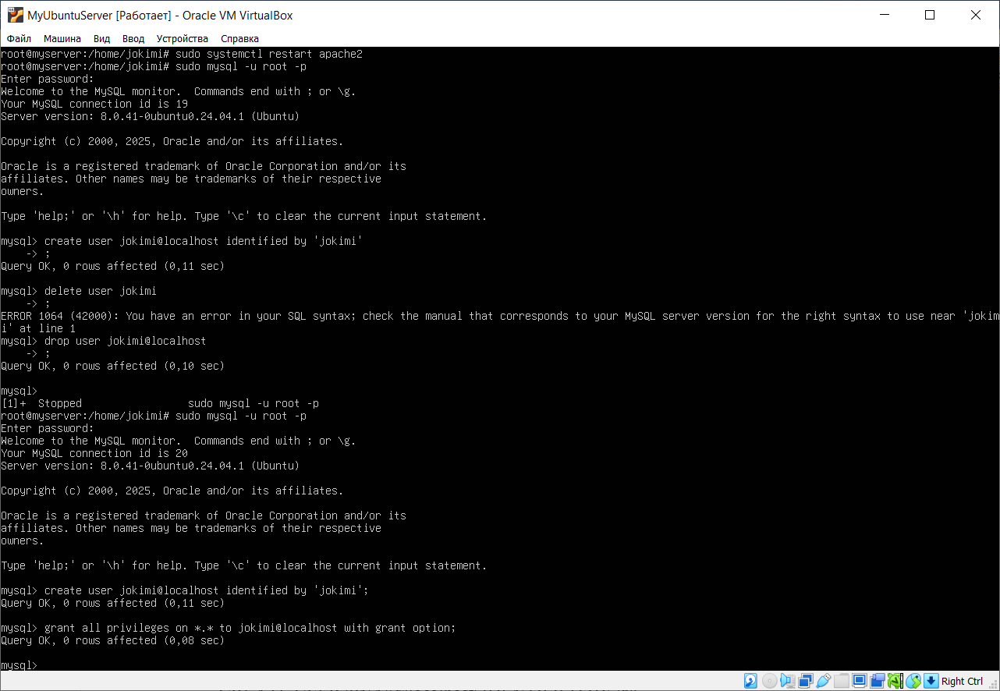 MyUbuntuServer [Работает] - Oracle VM VirtualBox
Файл Машина Вид Ввод Устройства Справка
root@myserver:/home/jokimi# sudo systemctl restart apache2
root@myserver:/home/jokimi# sudo mysql -u root -p
Enter password:
Welcome to the MySQL monitor.  Commands end with ; or \g.
Your MySQL connection id is 19
Server version: 8.0.41-0ubuntu0.24.04.1 (Ubuntu)
Copyright (c) 2000, 2025, Oracle and/or its affiliates.
Oracle is a registered trademark of Oracle Corporation and/or its
affiliates. Other names may be trademarks of their respective
owners.
Type 'help;' or '\h' for help. Type '\c' to clear the current input statement.
mysql> create user jokimi@localhost identified by 'jokimi'
    -> ;
Query OK, 0 rows affected (0,11 sec)
mysql> delete user jokimi
    -> ;
ERROR 1064 (42000): You have an error in your SQL syntax; check the manual that corresponds to your MySQL server version for the right syntax to use near 'jokim
i' at line 1
mysql> drop user jokimi@localhost
    -> ;
Query OK, 0 rows affected (0,10 sec)
mysql>
[1]+  Stopped                 sudo mysql -u root -p
root@myserver:/home/jokimi# sudo mysql -u root -p
Enter password:
Welcome to the MySQL monitor.  Commands end with ; or \g.
Your MySQL connection id is 20
Server version: 8.0.41-0ubuntu0.24.04.1 (Ubuntu)
Copyright (c) 2000, 2025, Oracle and/or its affiliates.
Oracle is a registered trademark of Oracle Corporation and/or its
affiliates. Other names may be trademarks of their respective
owners.
Type 'help;' or '\h' for help. Type '\c' to clear the current input statement.
mysql> create user jokimi@localhost identified by 'jokimi';
Query OK, 0 rows affected (0,11 sec)
mysql> grant all privileges on *.* to jokimi@localhost with grant option;
Query OK, 0 rows affected (0,08 sec)
mysql>
Right Ctrl